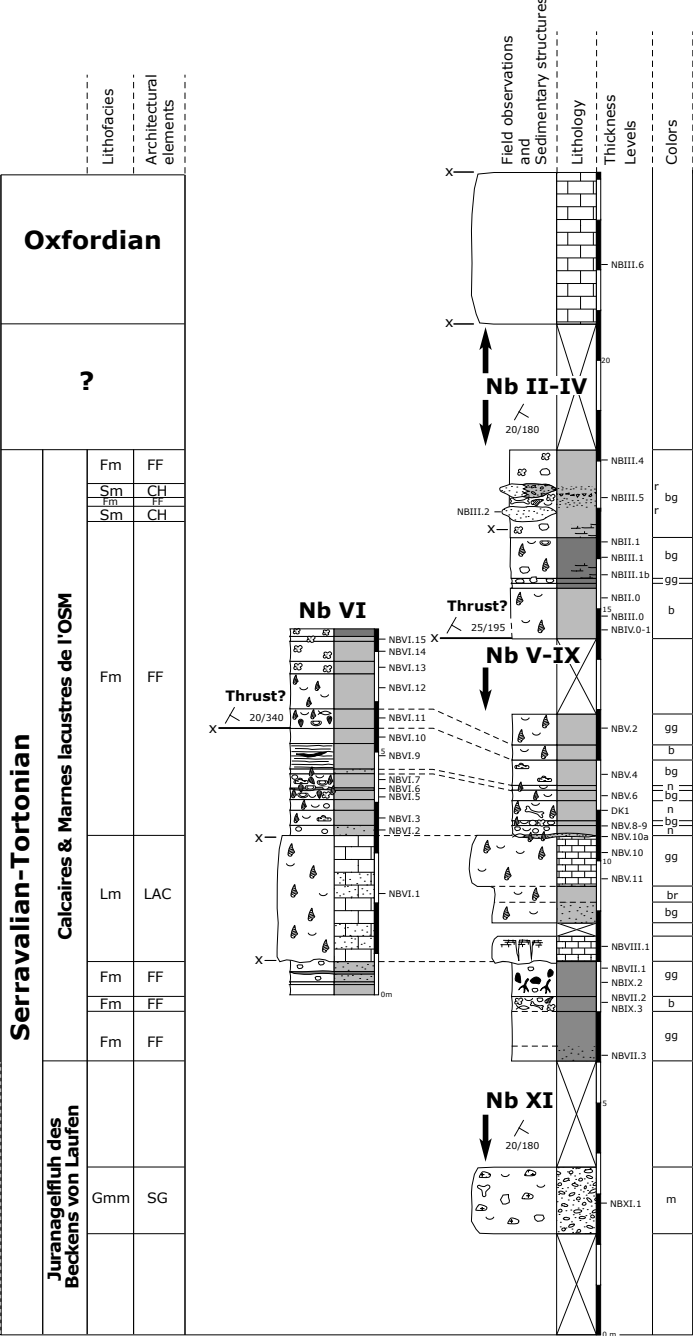 Lithofacies
Architectural
elements
Field observations
and
Sedimentary structures
Lithology
Thickness
Levels
Colors
Oxfordian
?
Serravalian-Tortonian
Calcaires & Marnes lacustres de l'OSM
Juranagelfluh des
Beckens von Laufen
Fm FF
Sm CH
Fm FF
Sm CH
Fm FF
Lm LAC
Fm FF
Fm FF
Fm FF
Gmm SG
x
NBIII.6
x
20
Nb II-IV
20/180
NBIII.4
NBIII.5
r
bg
NBIII.2
r
x
NBII.1
NBIII.1
bg
NBIII.1b
gg
NBII.0
15
b
NBIII.0
NBIV.0-1
Thrust?
25/195
x
Nb V-IX
NBV.2
gg
b
NBV.4
bg
n
NBV.6
bg
DK1
n
NBV.8-9
bg
n
NBV.10a
NBV.10
10
gg
NBV.11
br
bg
NBVIII.1
NBVII.1
gg
NBIX.2
NBVII.2
b
NBIX.3
gg
NBVII.3
5
Nb XI
20/180
NBXI.1
m
0 m
Nb VI
NBVI.15
NBVI.14
NBVI.13
NBVI.12
Thrust?
20/340
x
NBVI.11
NBVI.10
5
NBVI.9
NBVI.7
NBVI.6
NBVI.5
NBVI.3
NBVI.2
x
NBVI.1
x
0m